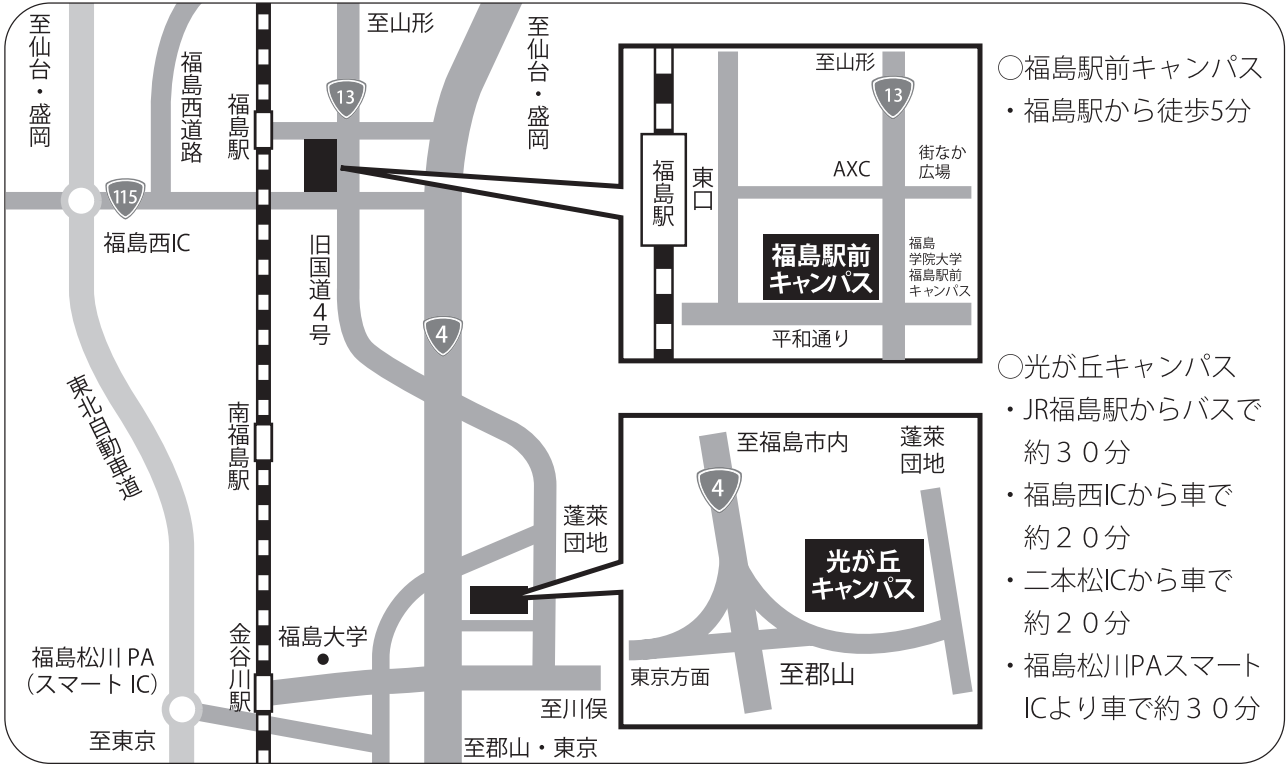 至仙台・盛岡
福島西道路
福島駅
至山形
13
至仙台・盛岡
115
福島西IC
旧国道4号
4
東北自動車道
南福島駅
蓬萊
団地
金谷川駅
福島大学
福島松川 PA
（スマート IC）
至東京
至川俣
至郡山・東京
至山形
13
福島駅
東口
AXC
街なか
広場
福島駅前
キャンパス
福島
学院大学
福島駅前
キャンパス
平和通り
至福島市内
4
蓬萊
団地
光が丘
キャンパス
東京方面
至郡山
○福島駅前キャンパス
・福島駅から徒歩5分
○光が丘キャンパス
・JR福島駅からバスで
約３０分
・福島西ICから車で
約２０分
・二本松ICから車で
約２０分
・福島松川PAスマート
ICより車で約３０分